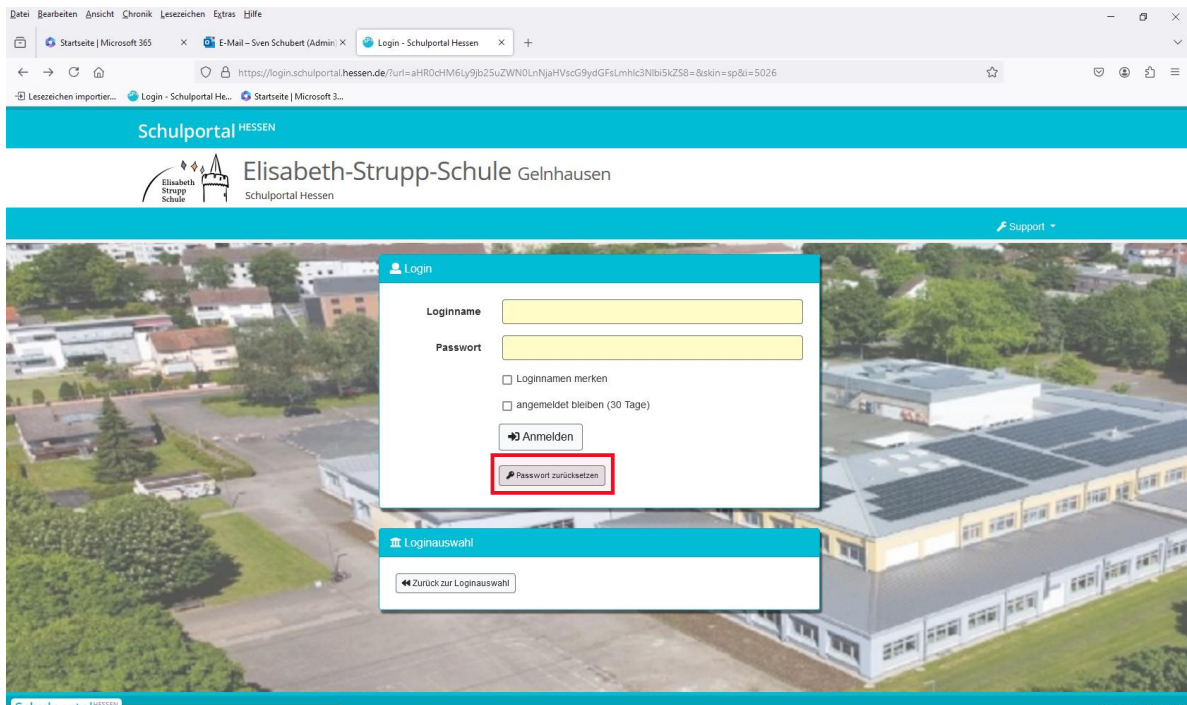 Datei Bearbeiten Ansicht Chronik Lesezeichen Extras Hilfe
Startseite | Microsoft 365
E-Mail – Sven Schubert (Admin)
Login - Schulportal Hessen
https://login.schulportal.hessen.de/?url=aHR0cHM6Ly9jb25uZWN0LnNjaHVscG9ydGFsLmhlc3Nlbi5kZS8=&skin=sp&i=5026
Lesezeichen importier... Login - Schulportal He... Startseite | Microsoft 3...
Schulportal HESSEN
Elisabeth
Strupp
Schule
Elisabeth-Strupp-Schule Gelnhausen
Schulportal Hessen
Support
Login
Loginname
Passwort
Loginnamen merken
angemeldet bleiben (30 Tage)
Anmelden
Passwort zurücksetzen
Loginauswahl
Zurück zur Loginauswahl